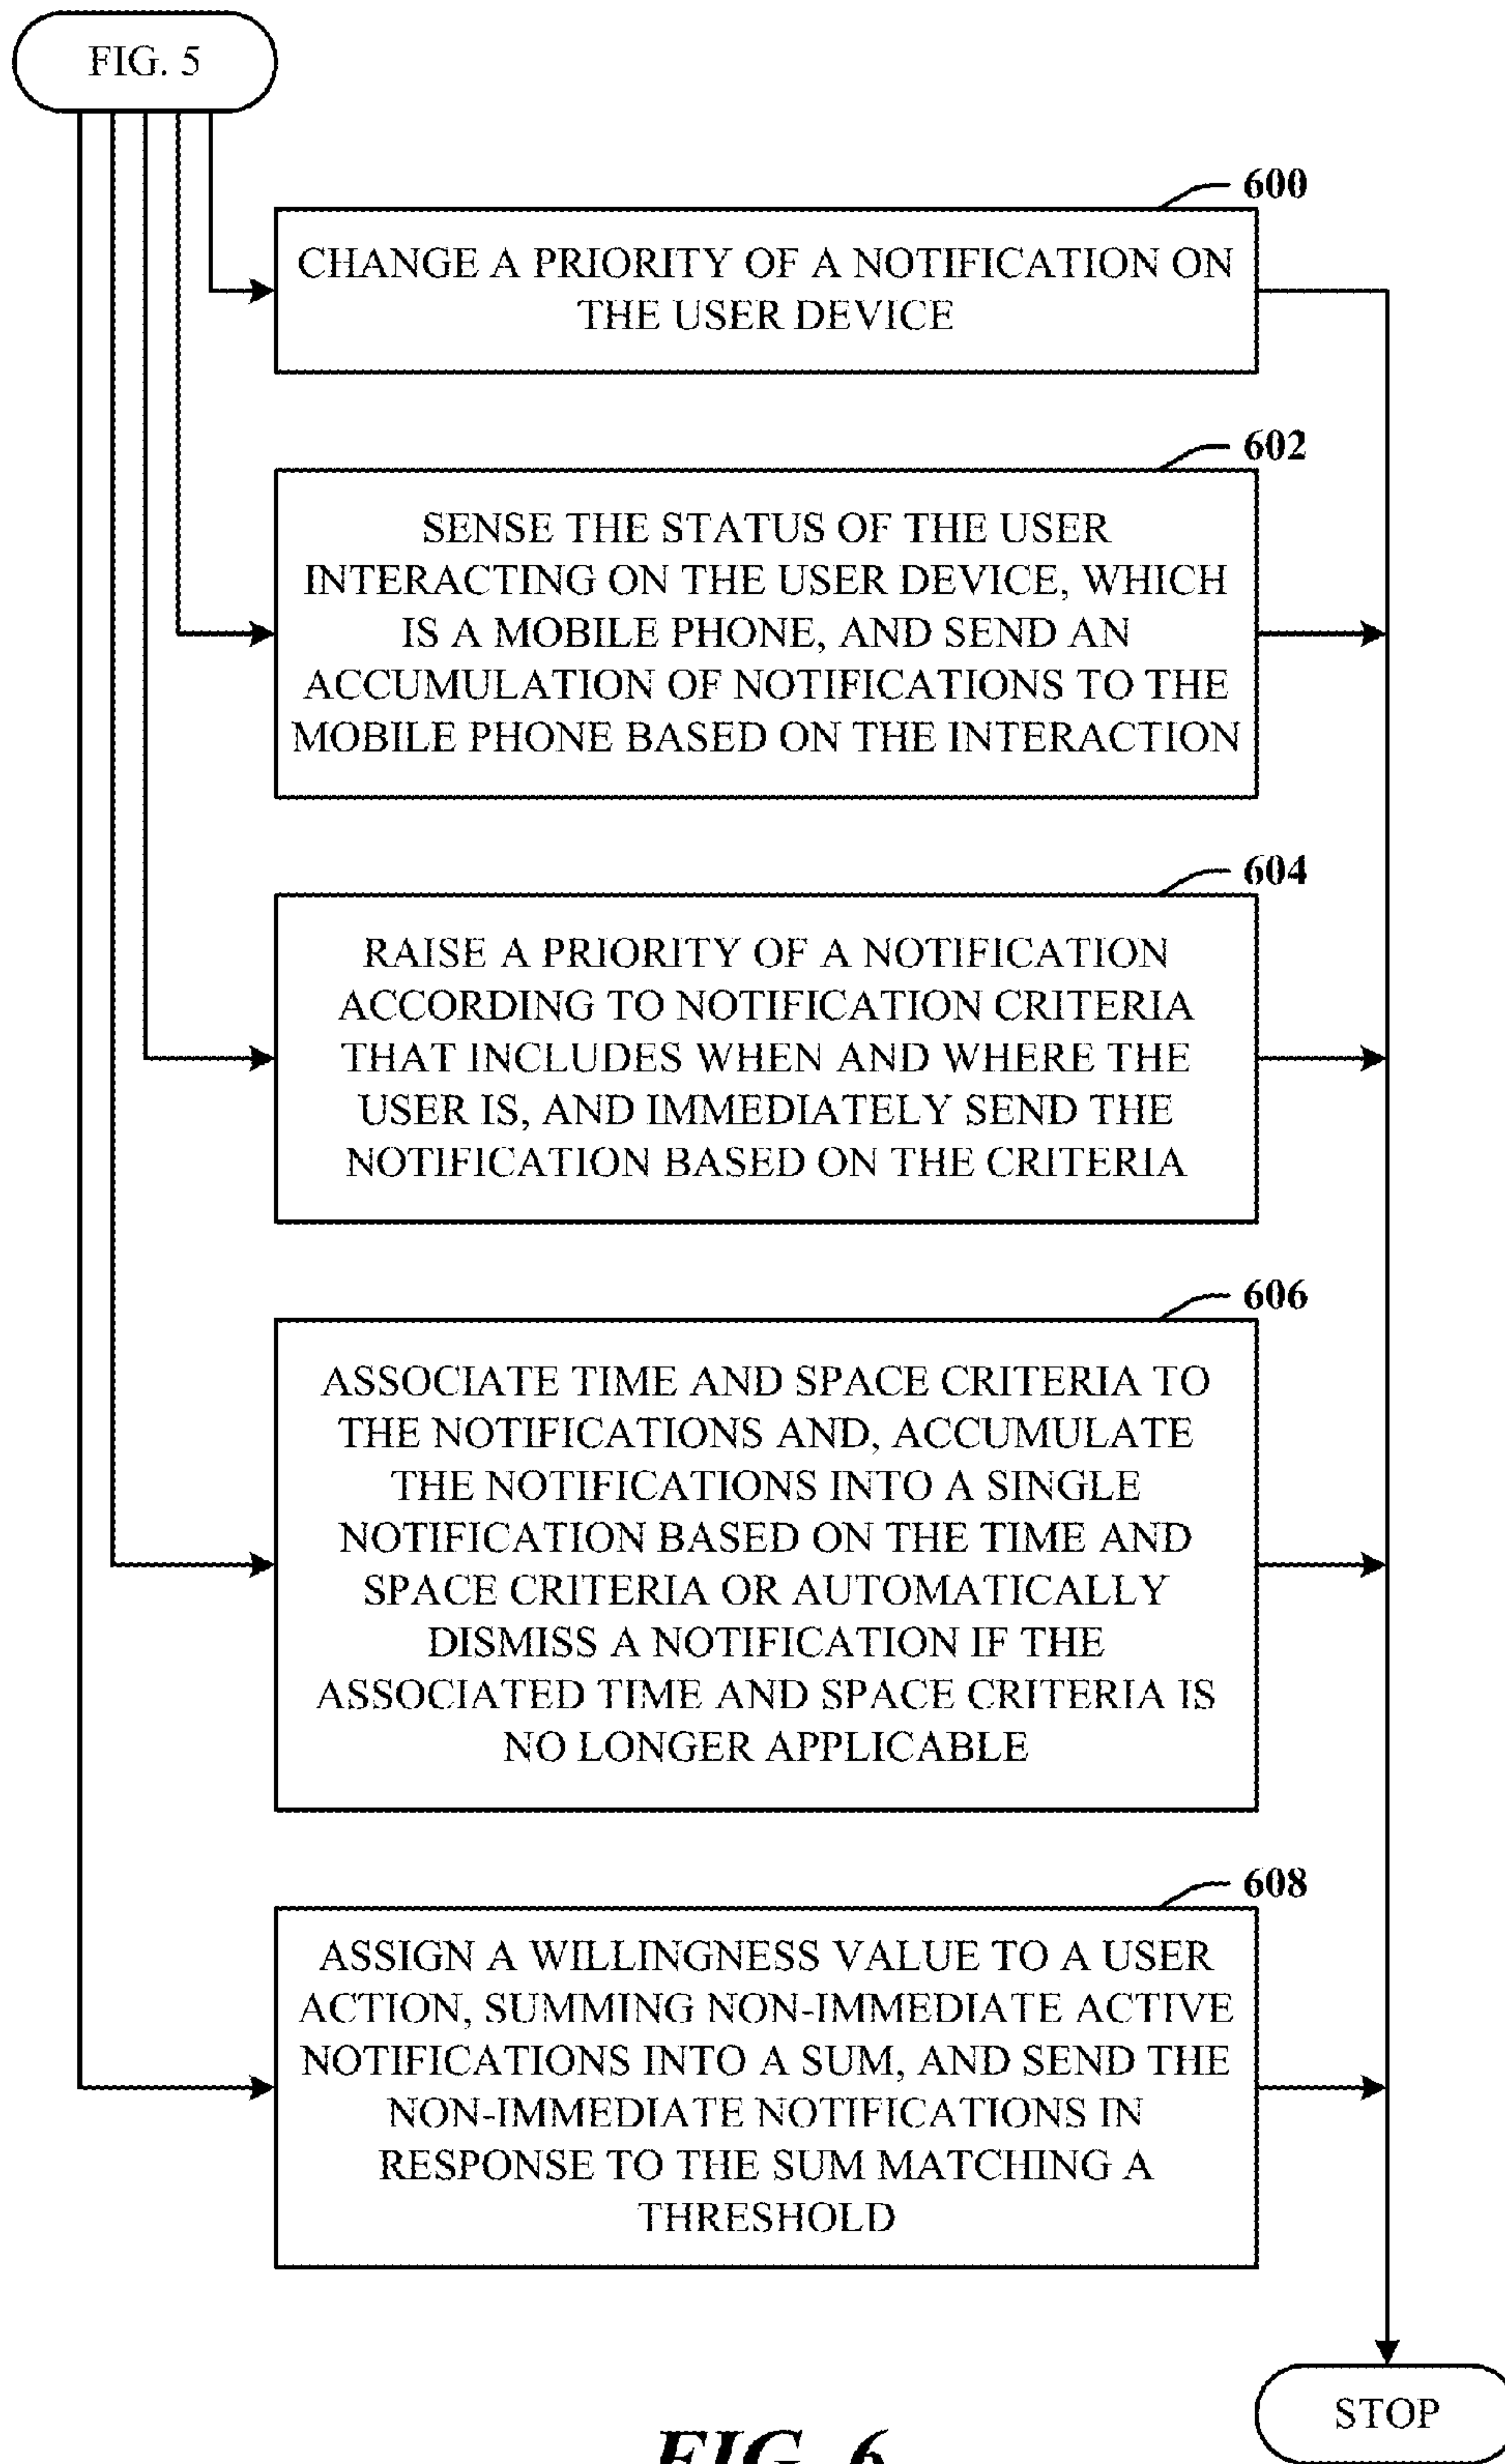 FIG. 5
600
CHANGE A PRIORITY OF A NOTIFICATION ON
THE USER DEVICE
602
SENSE THE STATUS OF THE USER
INTERACTING ON THE USER DEVICE, WHICH
IS A MOBILE PHONE, AND SEND AN
ACCUMULATION OF NOTIFICATIONS TO THE
MOBILE PHONE BASED ON THE INTERACTION
604
RAISE A PRIORITY OF A NOTIFICATION
ACCORDING TO NOTIFICATION CRITERIA
THAT INCLUDES WHEN AND WHERE THE
USER IS, AND IMMEDIATELY SEND THE
NOTIFICATION BASED ON THE CRITERIA
606
ASSOCIATE TIME AND SPACE CRITERIA TO
THE NOTIFICATIONS AND, ACCUMULATE
THE NOTIFICATIONS INTO A SINGLE
NOTIFICATION BASED ON THE TIME AND
SPACE CRITERIA OR AUTOMATICALLY
DISMISS A NOTIFICATION IF THE
ASSOCIATED TIME AND SPACE CRITERIA IS
NO LONGER APPLICABLE
608
ASSIGN A WILLINGNESS VALUE TO A USER
ACTION, SUMMING NON-IMMEDIATE ACTIVE
NOTIFICATIONS INTO A SUM, AND SEND THE
NON-IMMEDIATE NOTIFICATIONS IN
RESPONSE TO THE SUM MATCHING A
THRESHOLD
STOP
FIG. 6